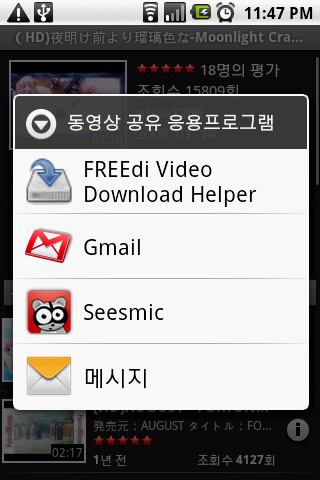 11:47 PM
( HD)夜明け前より瑠璃色な-Moonlight Cra...
18명의 평가
조회수 15809회
동영상 공유 응용프로그램
FREEdi Video
Download Helper
Gmail
Seesmic
메시지
発売元：AUGUST タイトル：FO...
02:17
1년 전
조회수 4127회